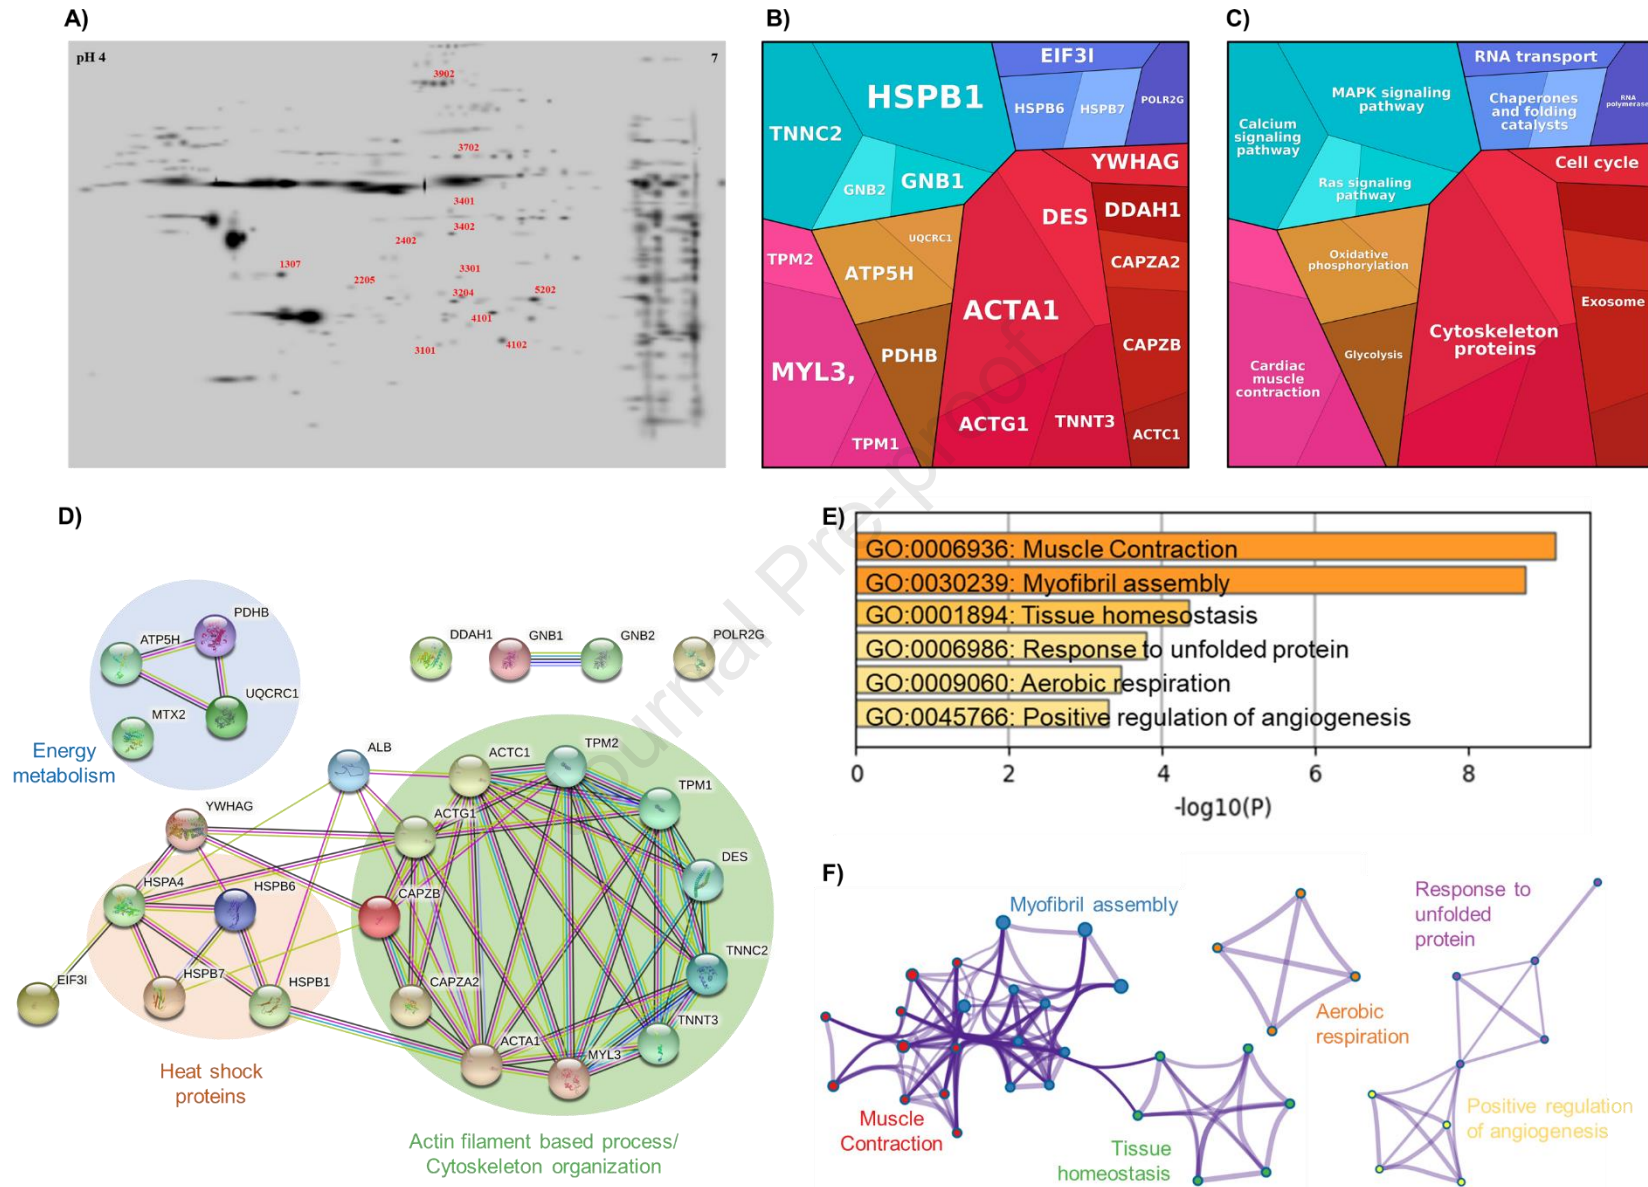 A)
pH 4
7
3902
3702
3401
3402
2402
1307
2205
3301
3204
5202
4101
4102
3101
B)
HSPB1
TNNC2
GNB2
GNB1
EIF3I
HSPB6
HSPB7
POLR2G
YWHAG
DES
DDAH1
TPM2
UQCRC1
ATP5H
CAPZA2
ACTA1
PDHB
CAPZB
MYL3,
ACTG1
TNNT3
TPM1
ACTC1
C)
RNA transport
MAPK signaling
pathway
Chaperones
and folding
catalysts
RNA
polymerase
Calcium
signaling
pathway
Ras signaling
pathway
Cell cycle
Oxidative
phosphorylation
Exosome
Cytoskeleton
proteins
Glycolysis
Cardiac
muscle
contraction
Journal Pre-proof
D)
PDHB
ATP5H
UQCRC1
MTX2
Energy
metabolism
DDAH1
GNB1
GNB2
POLR2G
ALB
ACTC1
TPM2
TPM1
YWHAG
ACTG1
DES
HSPA4
HSPB6
CAPZB
TNNC2
EIF3I
HSPB7
HSPB1
CAPZA2
TNNT3
ACTA1
MYL3
Heat shock
proteins
Actin filament based process/
Cytoskeleton organization
E)
GO:0006936: Muscle Contraction
GO:0030239: Myofibril assembly
GO:0001894: Tissue homesostasis
GO:0006986: Response to unfolded protein
GO:0009060: Aerobic respiration
GO:0045766: Positive regulation of angiogenesis
0 2 4 6 8
-log10(P)
F)
Myofibril assembly
Response to
unfolded
protein
Aerobic
respiration
Muscle
Contraction
Tissue
homeostasis
Positive regulation
of angiogenesis